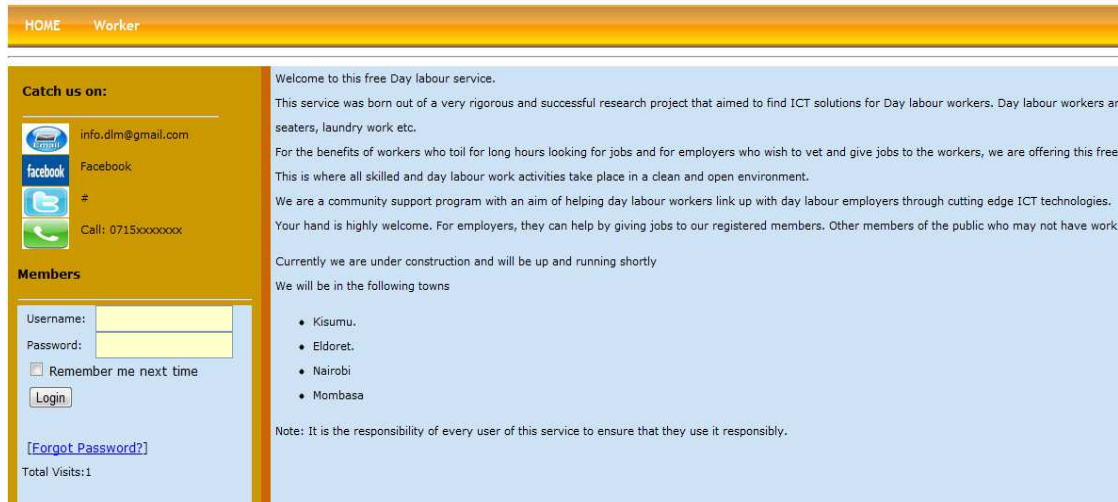 HOME Worker
Catch us on:
Email info.dlm@gmail.com
facebook Facebook
#
Call: 0715xxxxxxx
Members
Username:
Password:
Remember me next time
Login
[Forgot Password?]
Total Visits:1
Welcome to this free Day labour service.
This service was born out of a very rigorous and successful research project that aimed to find ICT solutions for Day labour workers. Day labour workers ar
seaters, laundry work etc.
For the benefits of workers who toil for long hours looking for jobs and for employers who wish to vet and give jobs to the workers, we are offering this free
This is where all skilled and day labour work activities take place in a clean and open environment.
We are a community support program with an aim of helping day labour workers link up with day labour employers through cutting edge ICT technologies.
Your hand is highly welcome. For employers, they can help by giving jobs to our registered members. Other members of the public who may not have work
Currently we are under construction and will be up and running shortly
We will be in the following towns
• Kisumu.
• Eldoret.
• Nairobi
• Mombasa
Note: It is the responsibility of every user of this service to ensure that they use it responsibly.